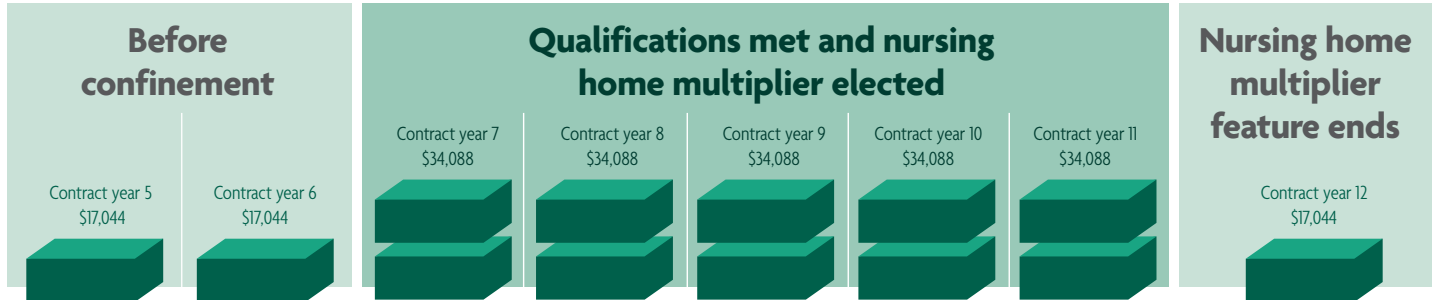 Before
confinement
Contract year 5
$17,044
Contract year 6
$17,044
Qualifications met and nursing
home multiplier elected
Contract year 7
$34,088
Contract year 8
$34,088
Contract year 9
$34,088
Contract year 10
$34,088
Contract year 11
$34,088
Nursing home
multiplier
feature ends
Contract year 12
$17,044